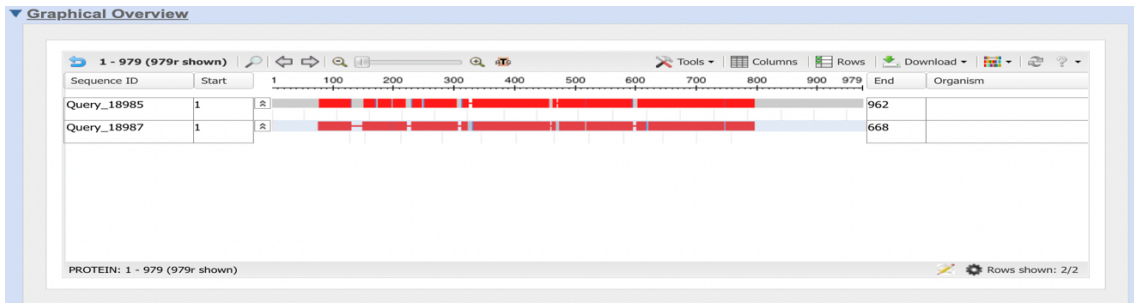 Graphical Overview
1 - 979 (979r shown) Tools Columns Rows Download ?
Sequence ID Start 1 100 200 300 400 500 600 700 800 900 979 End Organism
Query_18985 1 962
Query_18987 1 668
PROTEIN: 1 - 979 (979r shown) Rows shown: 2/2